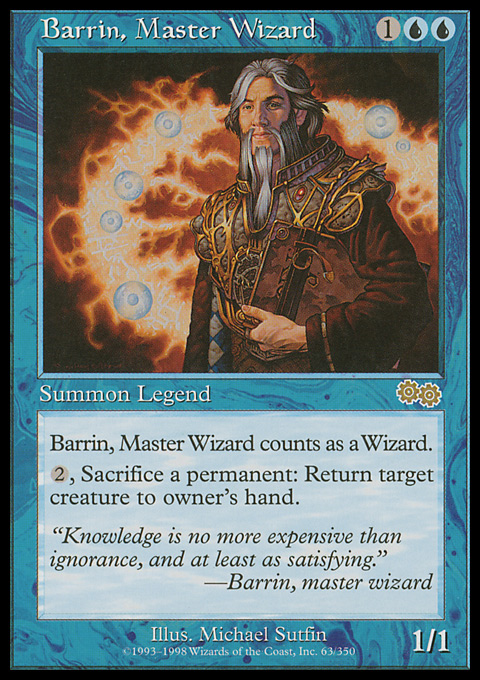 Barrin, Master Wizard 1
Summon Legend
Barrin, Master Wizard counts as a Wizard.
2, Sacrifice a permanent: Return target
creature to owner's hand.
“Knowledge is no more expensive than
ignorance, and at least as satisfying.”
—Barrin, master wizard
Illus. Michael Sutfin
©1993–1998 Wizards of the Coast, Inc. 63/350
1/1